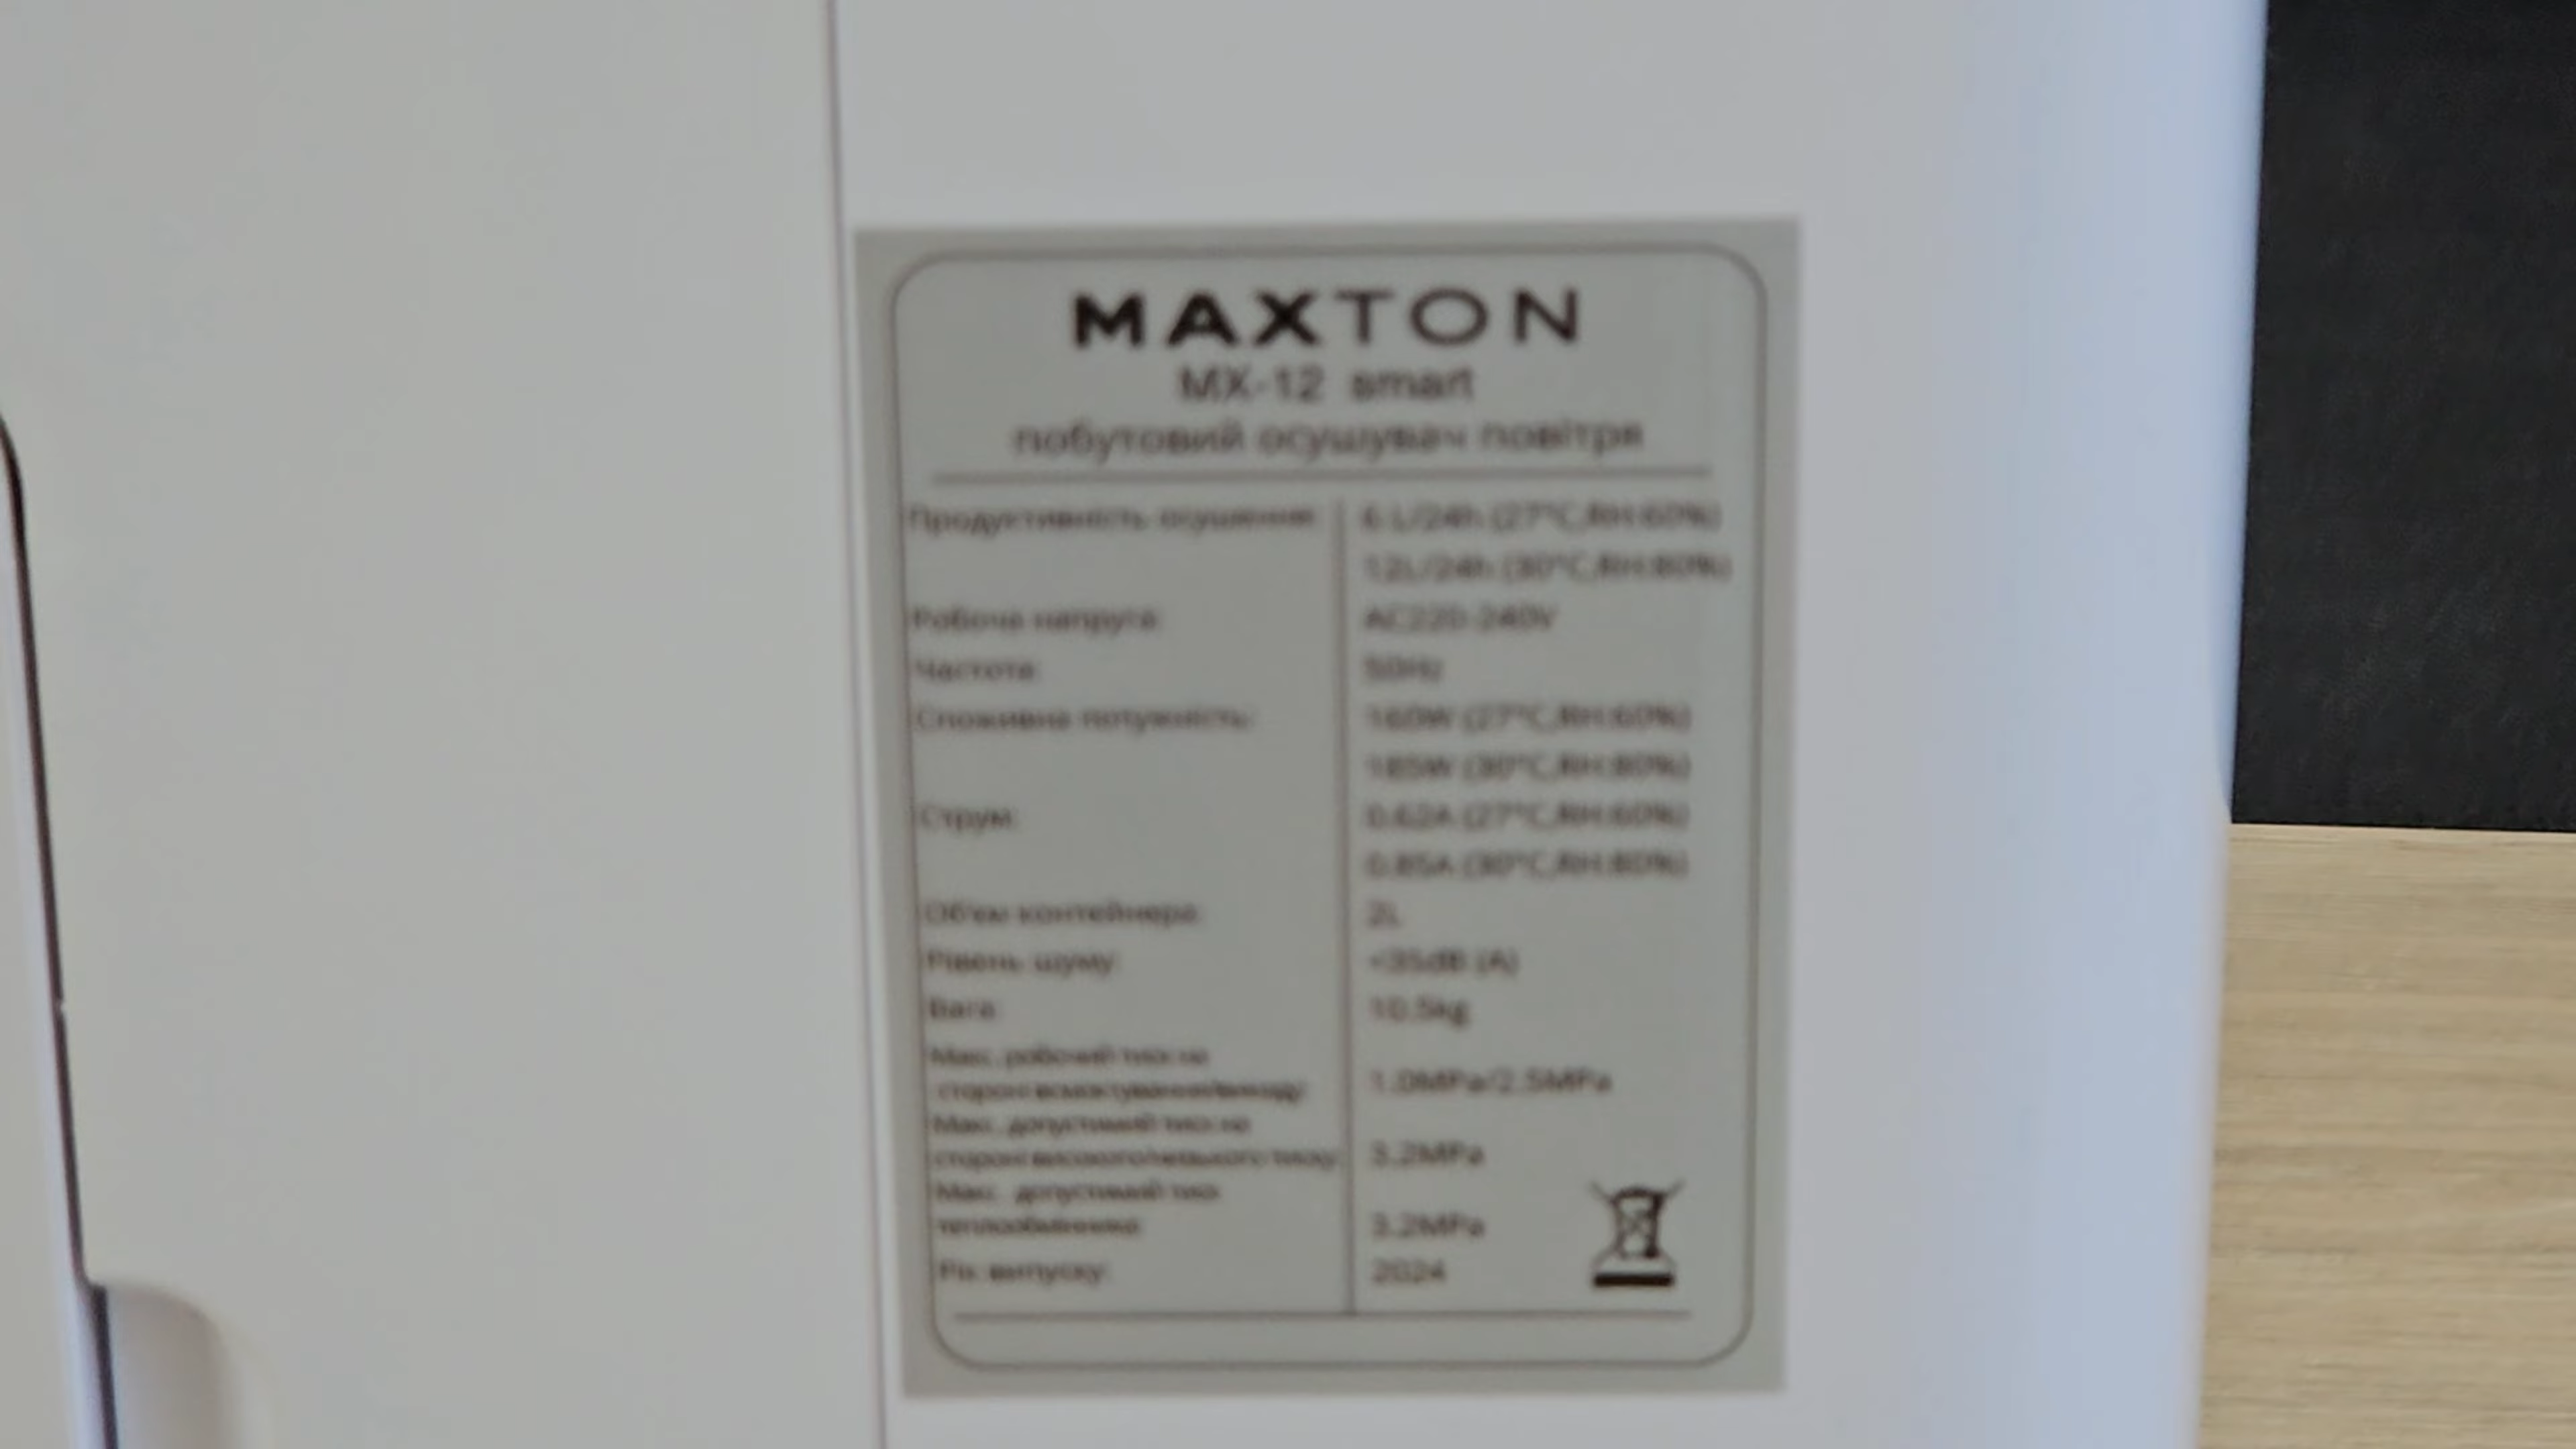 MAXTON
MX-12 smart
побутовий осушувач повітря
Продуктивність осушення: 6 L/24h (27°C,RH:60%)
12L/24h (30°C,RH:80%)
Робоча напруга: AC220-240V
Частота: 50Hz
Споживна потужність: 160W (27°C,RH:60%)
185W (30°C,RH:80%)
Струм: 0.62A (27°C,RH:60%)
0.85A (30°C,RH:80%)
Об'єм контейнера: 2L
Рівень шуму: <35dB (A)
Вага: 10.5kg
Макс. робочий тиск на
стороні всмоктування/виходу: 1.0MPa/2.5MPa
Макс. допустимий тиск на
стороні високого/низького тиску: 3.2MPa
Макс. допустимий тиск
теплообмінника: 3.2MPa
Рік випуску: 2024